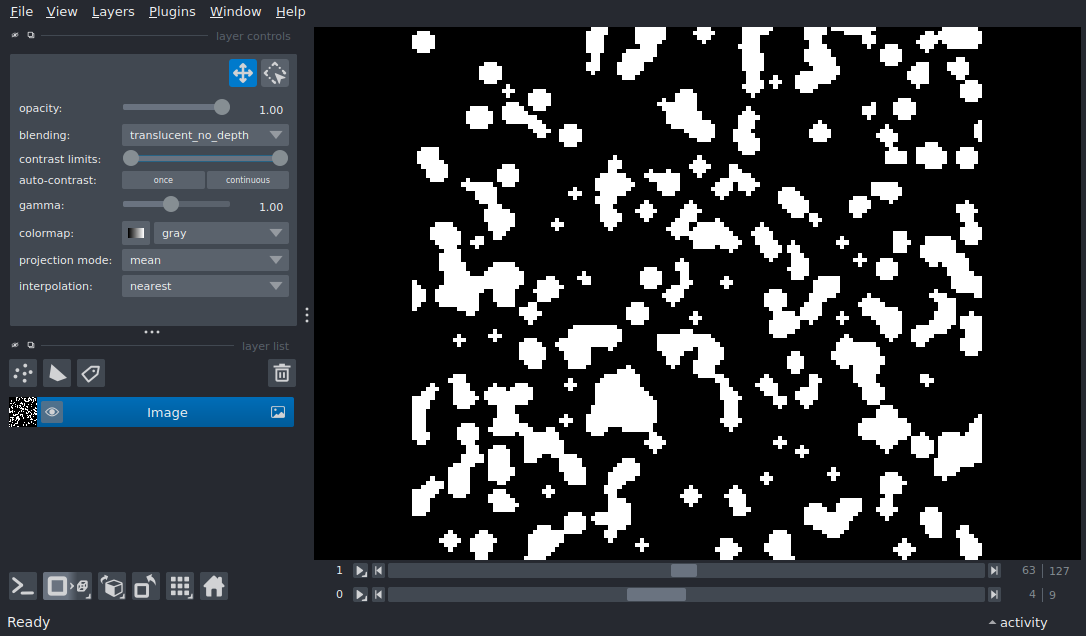 File View Layers Plugins Window Help
layer controls
opacity: 1.00
blending: translucent_no_depth
contrast limits:
auto-contrast: once continuous
gamma: 1.00
colormap: gray
projection mode: mean
interpolation: nearest
layer list
Image
1 63 127
0 4 9
Ready activity